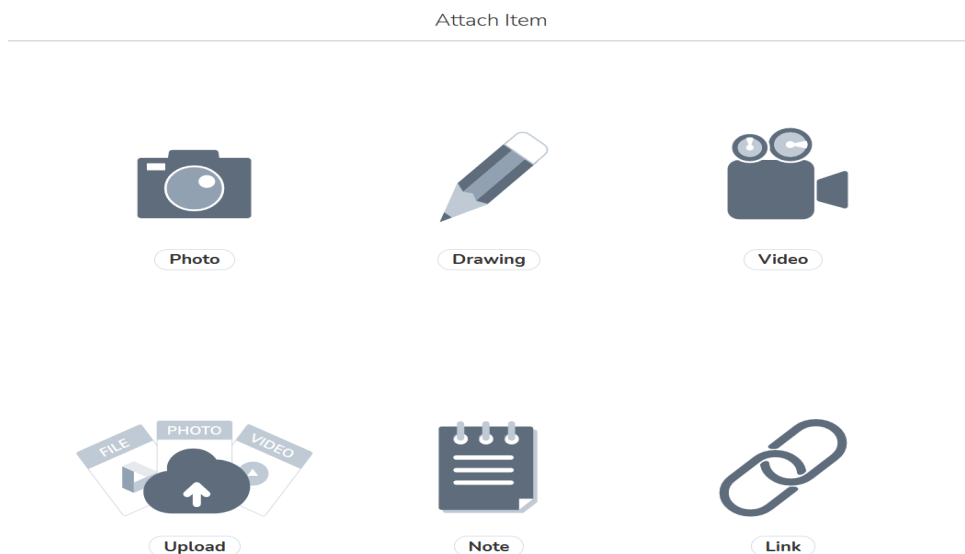 Attach Item
Photo
Drawing
Video
FILE
PHOTO
VIDEO
Upload
Note
Link